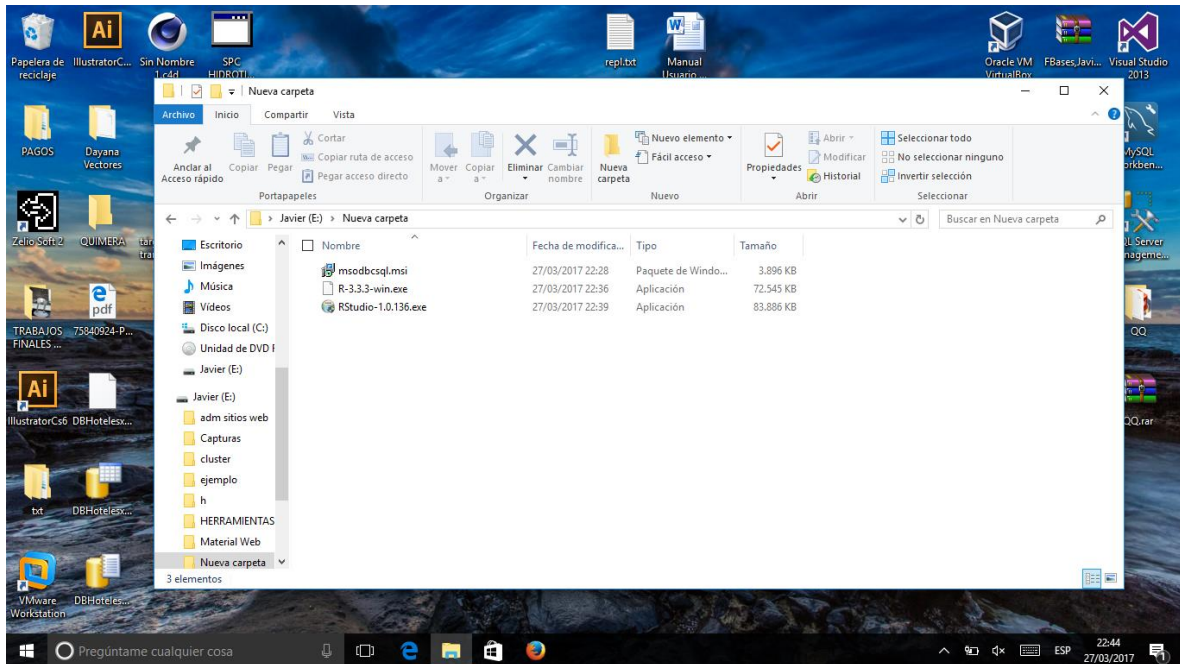 Papelera de reciclaje
IllustratorC...
Sin Nombre 1.c4d
SPC HIDROTI...
repl.txt
Manual Usuario ...
Oracle VM VirtualBox
FBases,Javi...
Visual Studio 2013
PAGOS
Dayana Vectores
Zelio Soft 2
QUIMERA
TRABAJOS FINALES ...
75840924-P...
pdf
Ai
IllustratorCs6
DBHotelesx...
txt
DBHotelesx...
VMware Workstation
DBHoteles...
QQ
QQ.rar
Nueva carpeta
Archivo Inicio Compartir Vista
Anclar al Acceso rápido
Copiar
Pegar
Cortar
Copiar ruta de acceso
Pegar acceso directo
Portapapeles
Mover a
Copiar a
Eliminar
Cambiar nombre
Organizar
Nueva carpeta
Nuevo elemento
Fácil acceso
Nuevo
Propiedades
Abrir
Modificar
Historial
Abrir
Seleccionar todo
No seleccionar ninguno
Invertir selección
Seleccionar
Javier (E:) > Nueva carpeta
Buscar en Nueva carpeta
Escritorio
Imágenes
Música
Vídeos
Disco local (C:)
Unidad de DVD
Javier (E:)
Javier (E:)
adm sitios web
Capturas
cluster
ejemplo
h
HERRAMIENTAS
Material Web
Nueva carpeta
Nombre Fecha de modifica... Tipo Tamaño
msodbcsql.msi 27/03/2017 22:28 Paquete de Windo... 3.896 KB
R-3.3.3-win.exe 27/03/2017 22:36 Aplicación 72.545 KB
RStudio-1.0.136.exe 27/03/2017 22:39 Aplicación 83.886 KB
3 elementos
Pregúntame cualquier cosa
ESP
22:44
27/03/2017